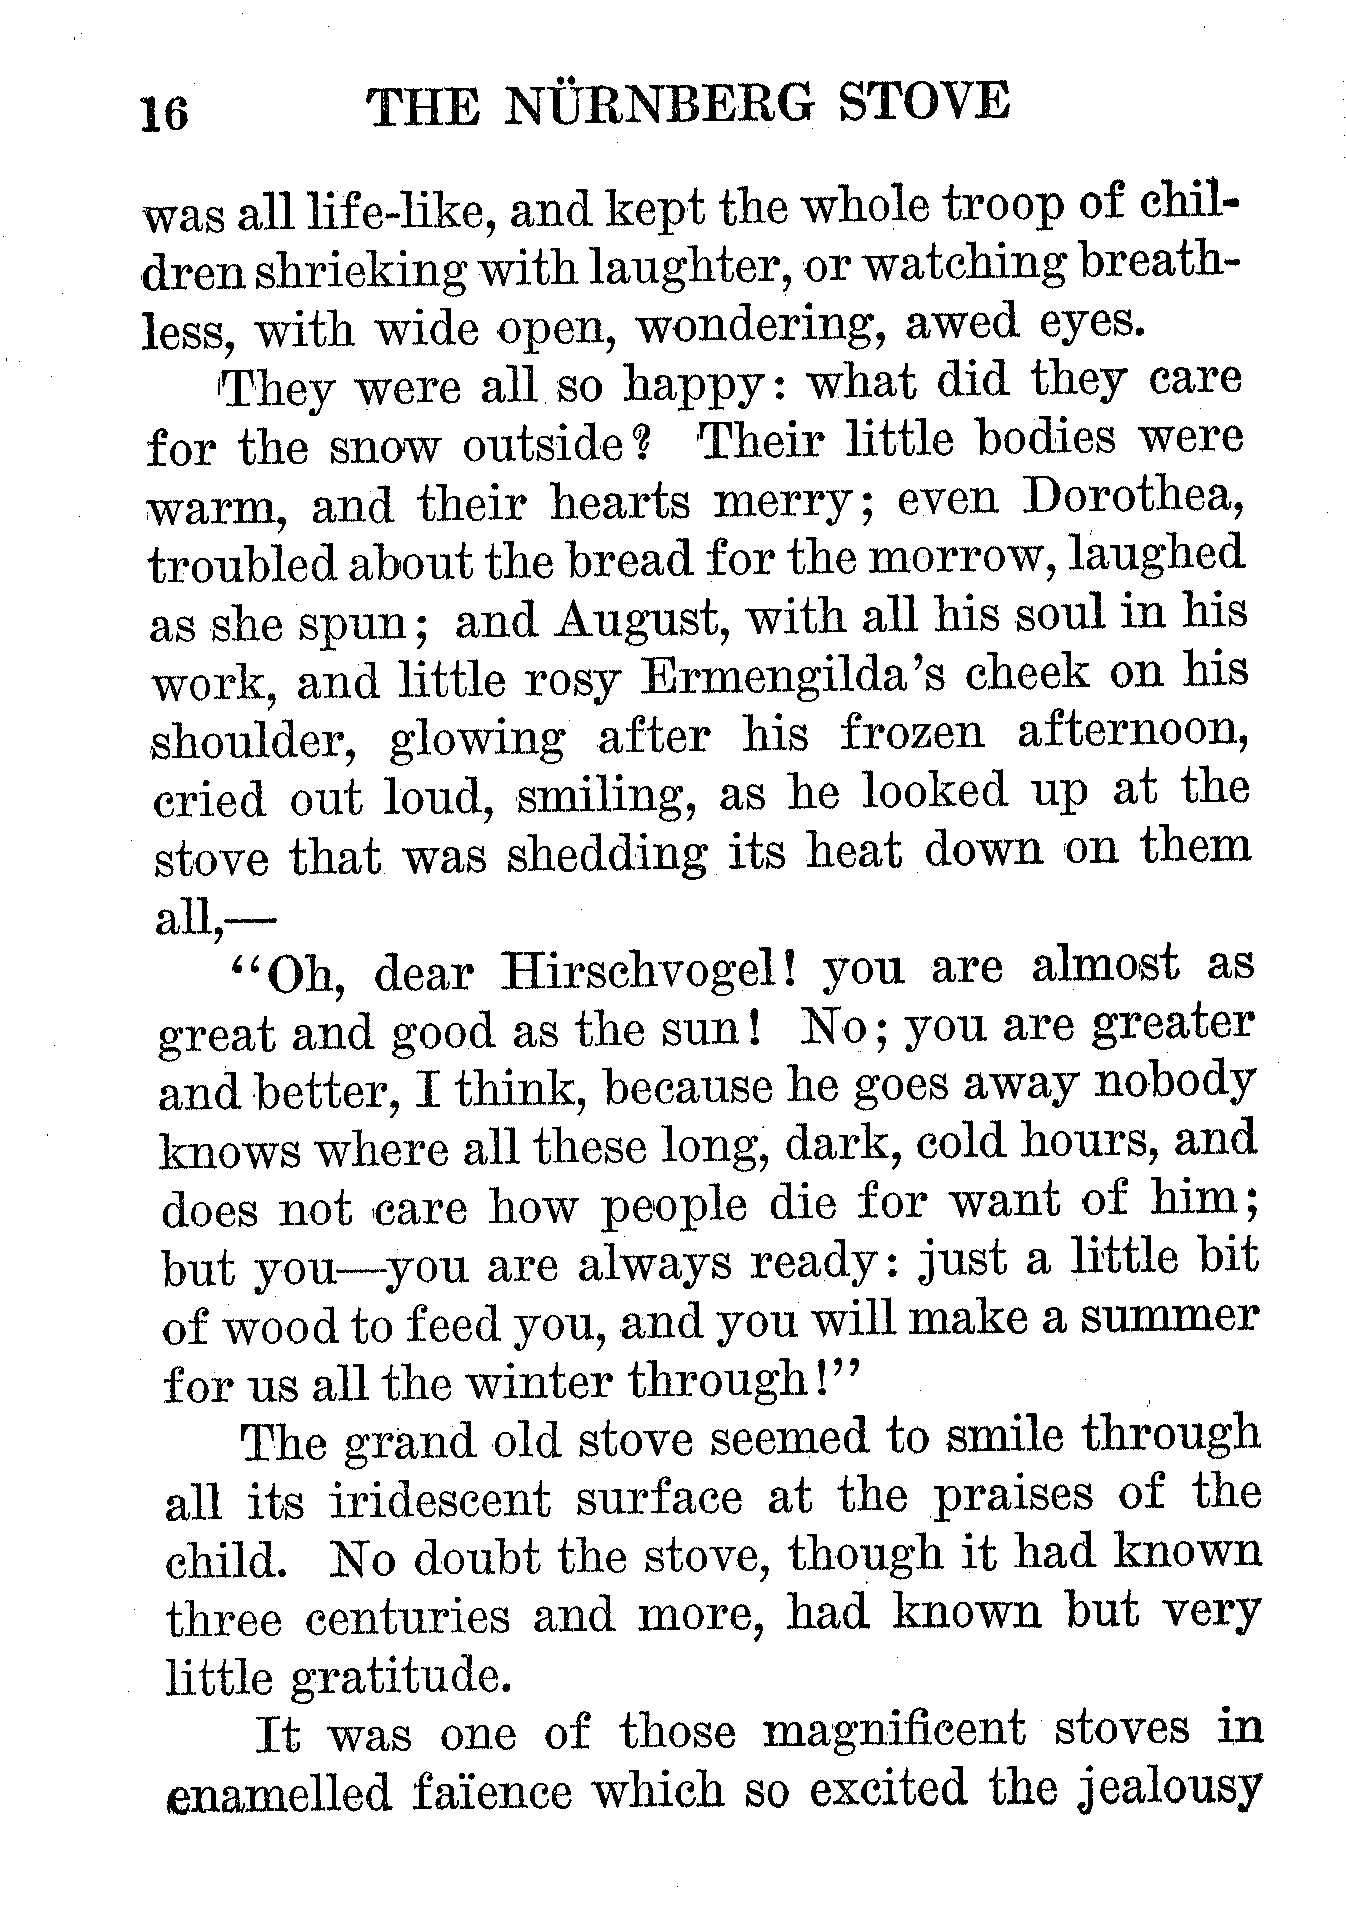 16 THE NÜRNBERG STOVE
was all life-like, and kept the whole troop of chil-
dren shrieking with laughter, or watching breath-
less, with wide open, wondering, awed eyes.
They were all so happy: what did they care
for the snow outside? Their little bodies were
warm, and their hearts merry; even Dorothea,
troubled about the bread for the morrow, laughed
as she spun; and August, with all his soul in his
work, and little rosy Ermengilda's cheek on his
shoulder, glowing after his frozen afternoon,
cried out loud, smiling, as he looked up at the
stove that was shedding its heat down on them
all,—
"Oh, dear Hirschvogel! you are almost as
great and good as the sun! No; you are greater
and better, I think, because he goes away nobody
knows where all these long, dark, cold hours, and
does not care how people die for want of him;
but you—you are always ready: just a little bit
of wood to feed you, and you will make a summer
for us all the winter through!"
The grand old stove seemed to smile through
all its iridescent surface at the praises of the
child. No doubt the stove, though it had known
three centuries and more, had known but very
little gratitude.
It was one of those magnificent stoves in
enamelled faïence which so excited the jealousy